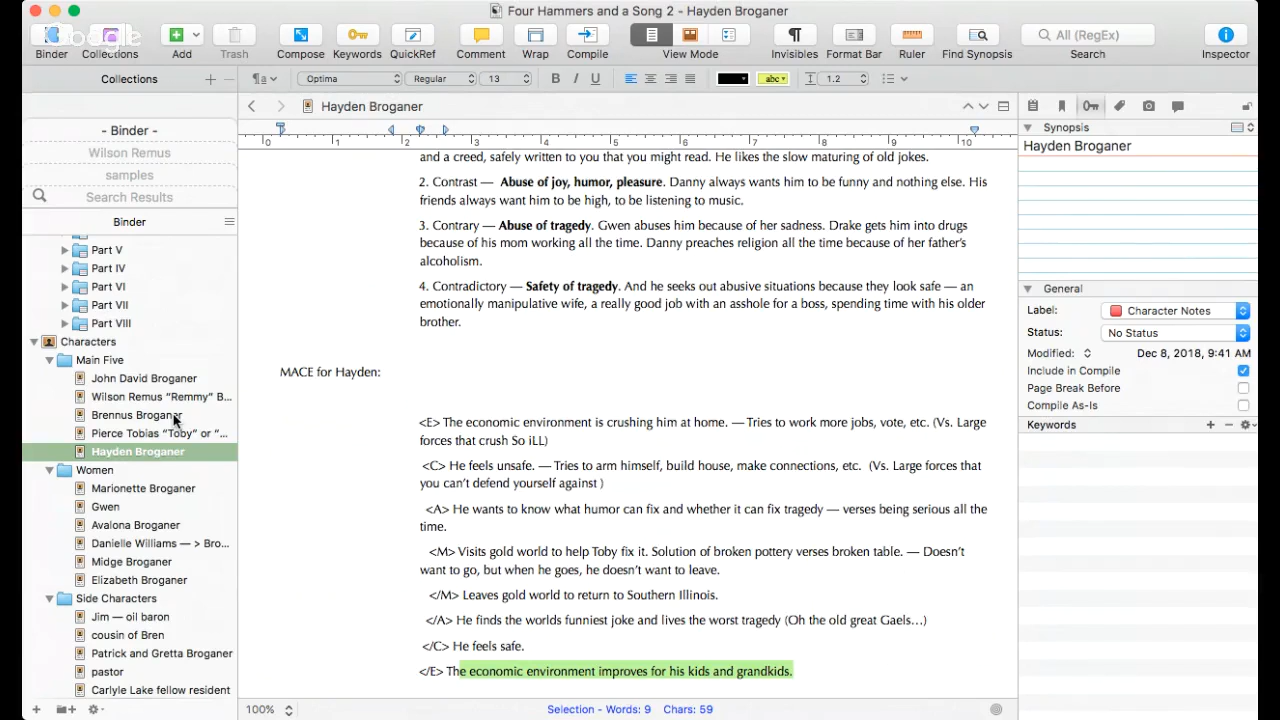 Four Hammers and a Song 2 - Hayden Broganer
Binder
Collections
Add
Trash
Compose
Keywords
QuickRef
Comment
Wrap
Compile
View Mode
Invisibles
Format Bar
Ruler
Find Synopsis
All (RegEx)
Search
Inspector
Collections
Optima
Regular
13
B I U
abc
1.2
- Binder -
Wilson Remus
samples
Search Results
Binder
Part V
Part IV
Part VI
Part VII
Part VIII
Characters
Main Five
John David Broganer
Wilson Remus “Remmy” B...
Brennus Broganer
Pierce Tobias “Toby” or “...
Hayden Broganer
Women
Marionette Broganer
Gwen
Avalona Broganer
Danielle Williams — > Bro...
Midge Broganer
Elizabeth Broganer
Side Characters
Jim — oil baron
cousin of Bren
Patrick and Gretta Broganer
pastor
Carlyle Lake fellow resident
Hayden Broganer
0 1 2 3 4 5 6 7 8 9 10
and a creed, safely written to you that you might read. He likes the slow maturing of old jokes.
2. Contrast — Abuse of joy, humor, pleasure. Danny always wants him to be funny and nothing else. His
friends always want him to be high, to be listening to music.
3. Contrary — Abuse of tragedy. Gwen abuses him because of her sadness. Drake gets him into drugs
because of his mom working all the time. Danny preaches religion all the time because of her father’s
alcoholism.
4. Contradictory — Safety of tragedy. And he seeks out abusive situations because they look safe — an
emotionally manipulative wife, a really good job with an asshole for a boss, spending time with his older
brother.
MACE for Hayden:
<E> The economic environment is crushing him at home. — Tries to work more jobs, vote, etc. (Vs. Large
forces that crush So iLL)
<C> He feels unsafe. — Tries to arm himself, build house, make connections, etc. (Vs. Large forces that
you can’t defend yourself against )
<A> He wants to know what humor can fix and whether it can fix tragedy — verses being serious all the
time.
<M> Visits gold world to help Toby fix it. Solution of broken pottery verses broken table. — Doesn’t
want to go, but when he goes, he doesn’t want to leave.
</M> Leaves gold world to return to Southern Illinois.
</A> He finds the worlds funniest joke and lives the worst tragedy (Oh the old great Gaels…)
</C> He feels safe.
</E> The economic environment improves for his kids and grandkids.
100%
Selection - Words: 9 Chars: 59
Synopsis
Hayden Broganer
General
Label:
Character Notes
Status:
No Status
Modified:
Dec 8, 2018, 9:41 AM
Include in Compile
Page Break Before
Compile As-Is
Keywords